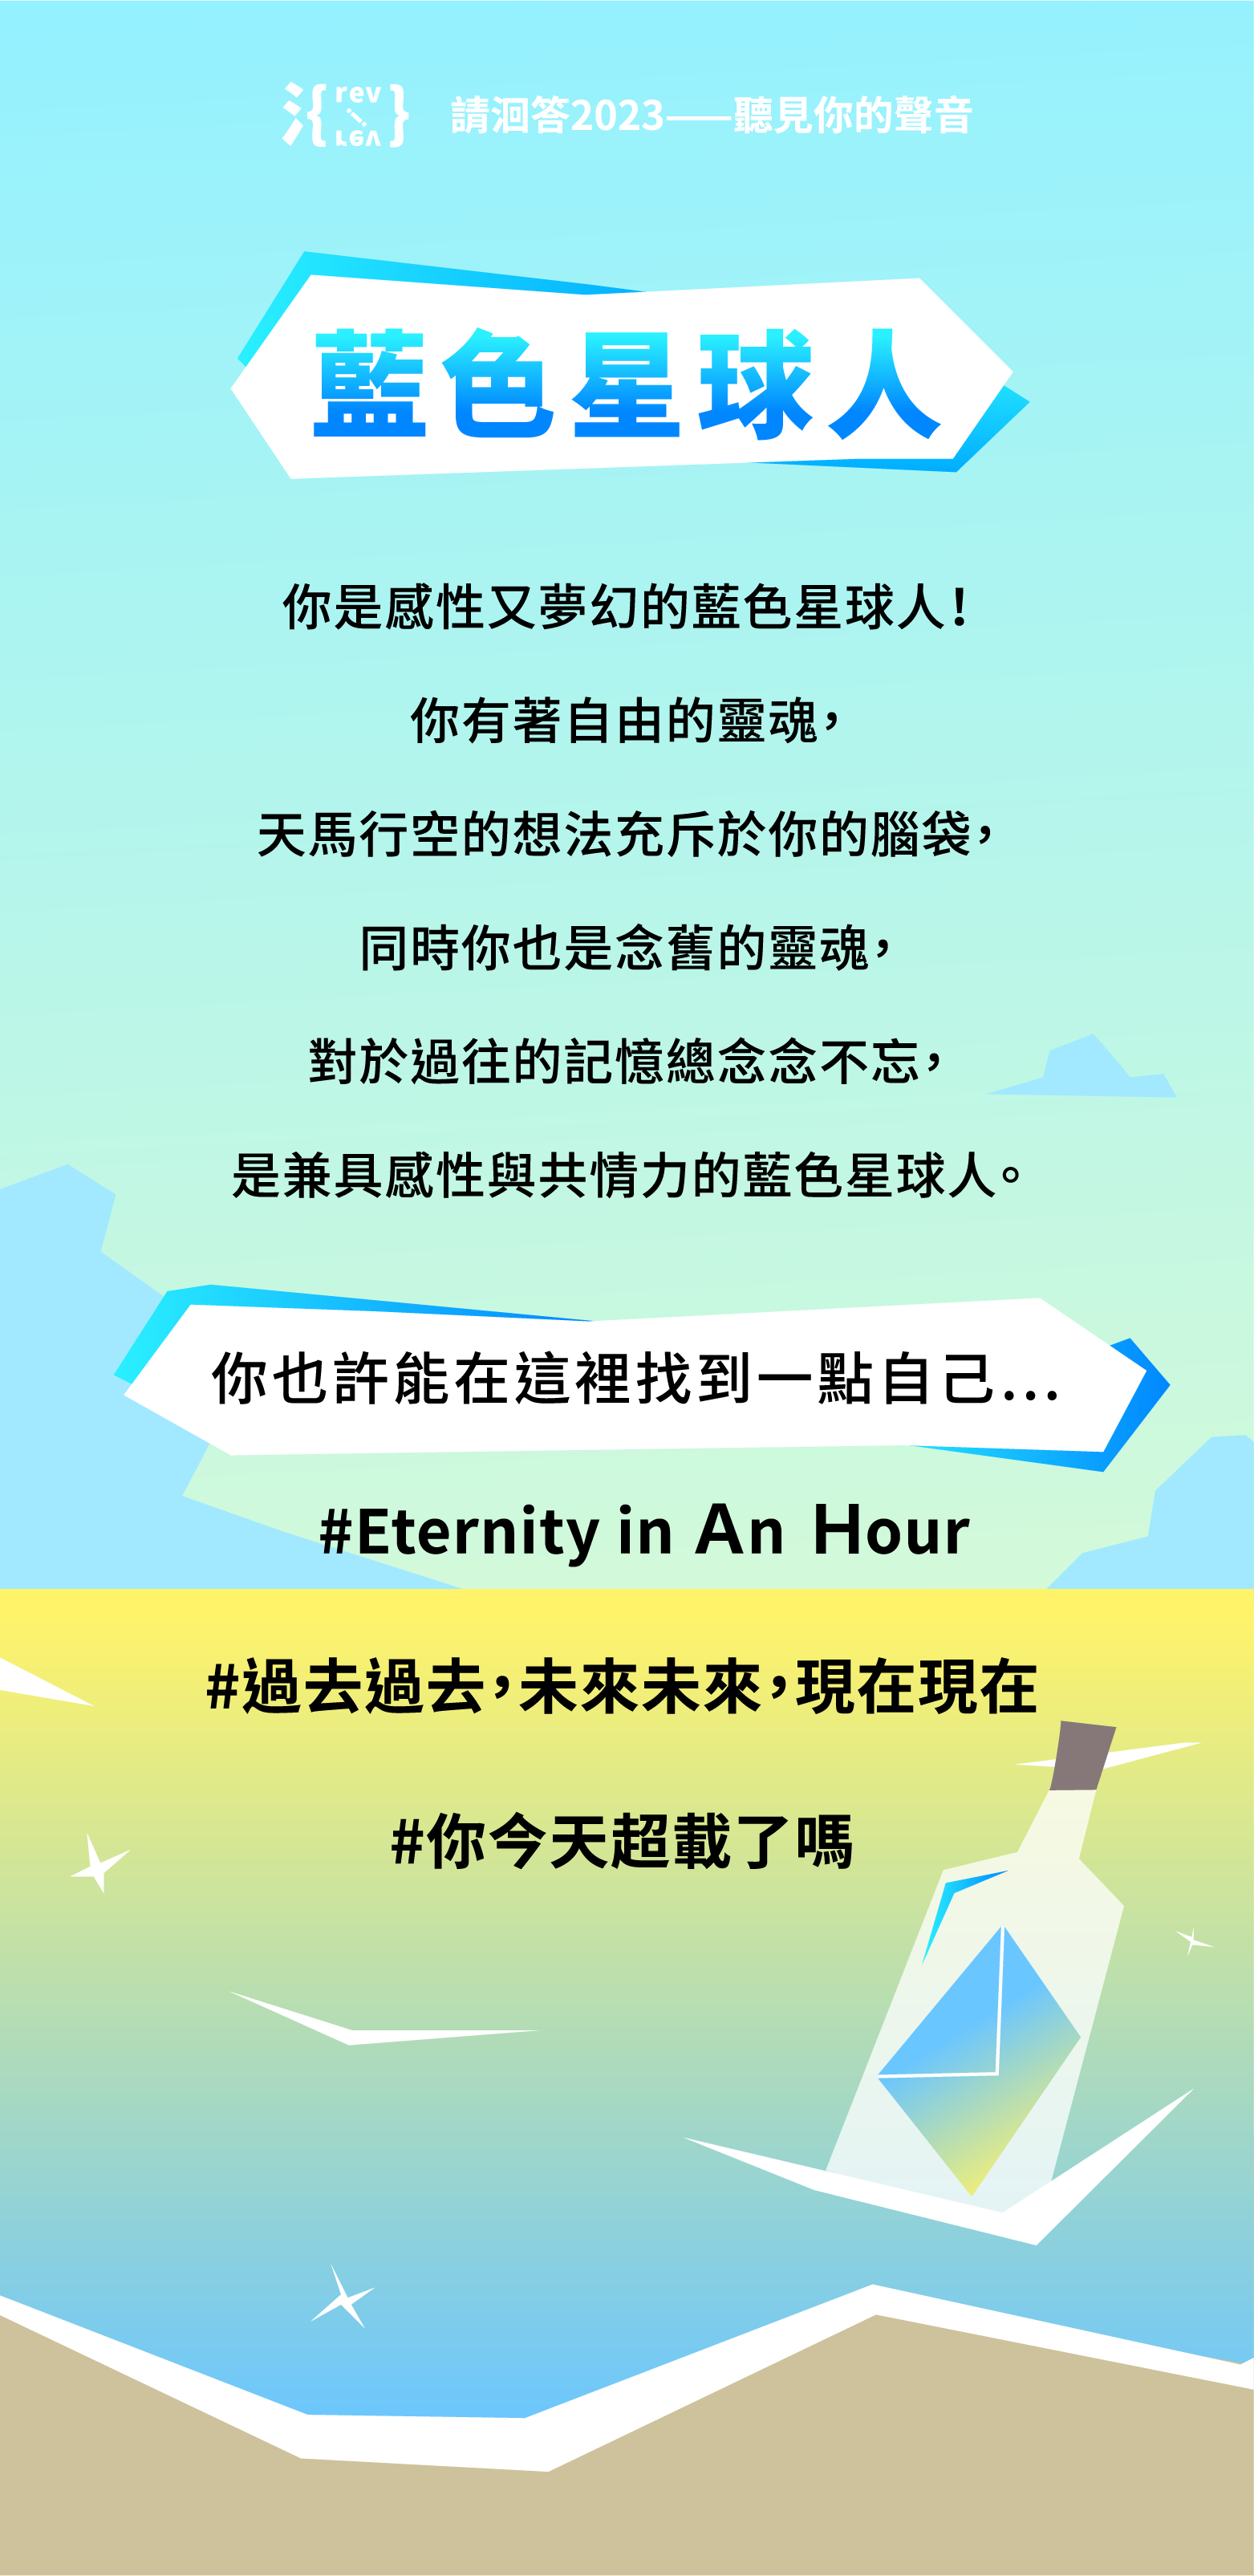 氵{rev rev}
請洄答2023——聽見你的聲音
藍色星球人
你是感性又夢幻的藍色星球人！
你有著自由的靈魂，
天馬行空的想法充斥於你的腦袋，
同時你也是念舊的靈魂，
對於過往的記憶總念念不忘，
是兼具感性與共情力的藍色星球人。
你也許能在這裡找到一點自己...
#Eternity in An Hour
#過去過去，未來未來，現在現在
#你今天超載了嗎